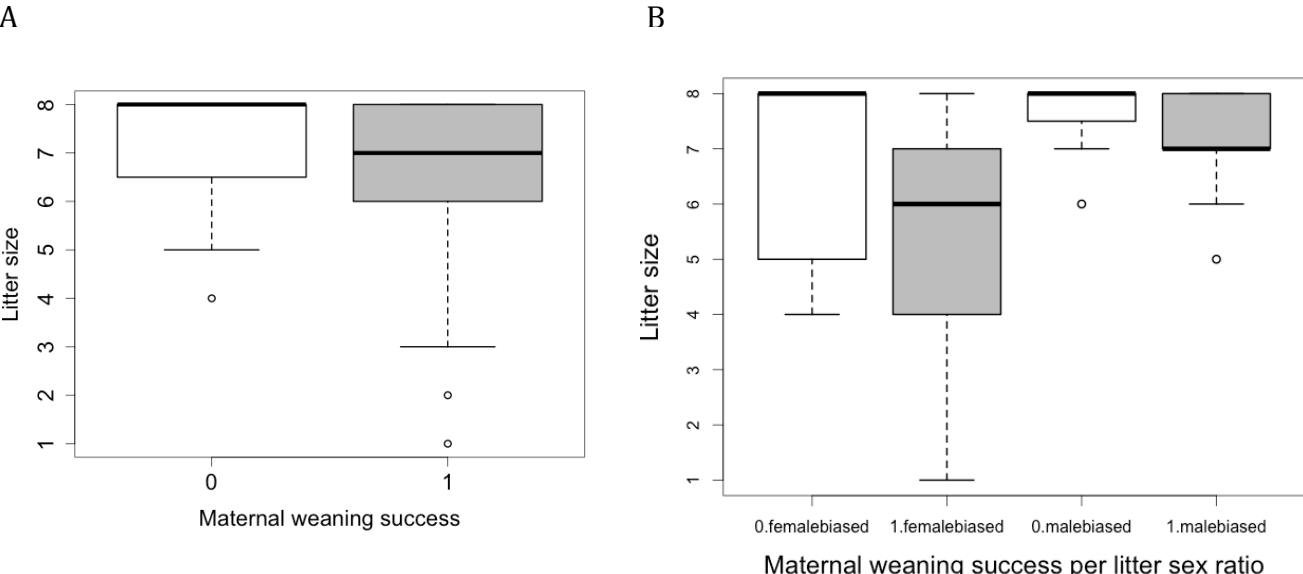 A
B
8
7
6
5
4
3
2
1
Litter size
0
1
Maternal weaning success
8
7
6
5
4
3
2
1
Litter size
0.femalebiased
1.femalebiased
0.malebiased
1.malebiased
Maternal weaning success per litter sex ratio